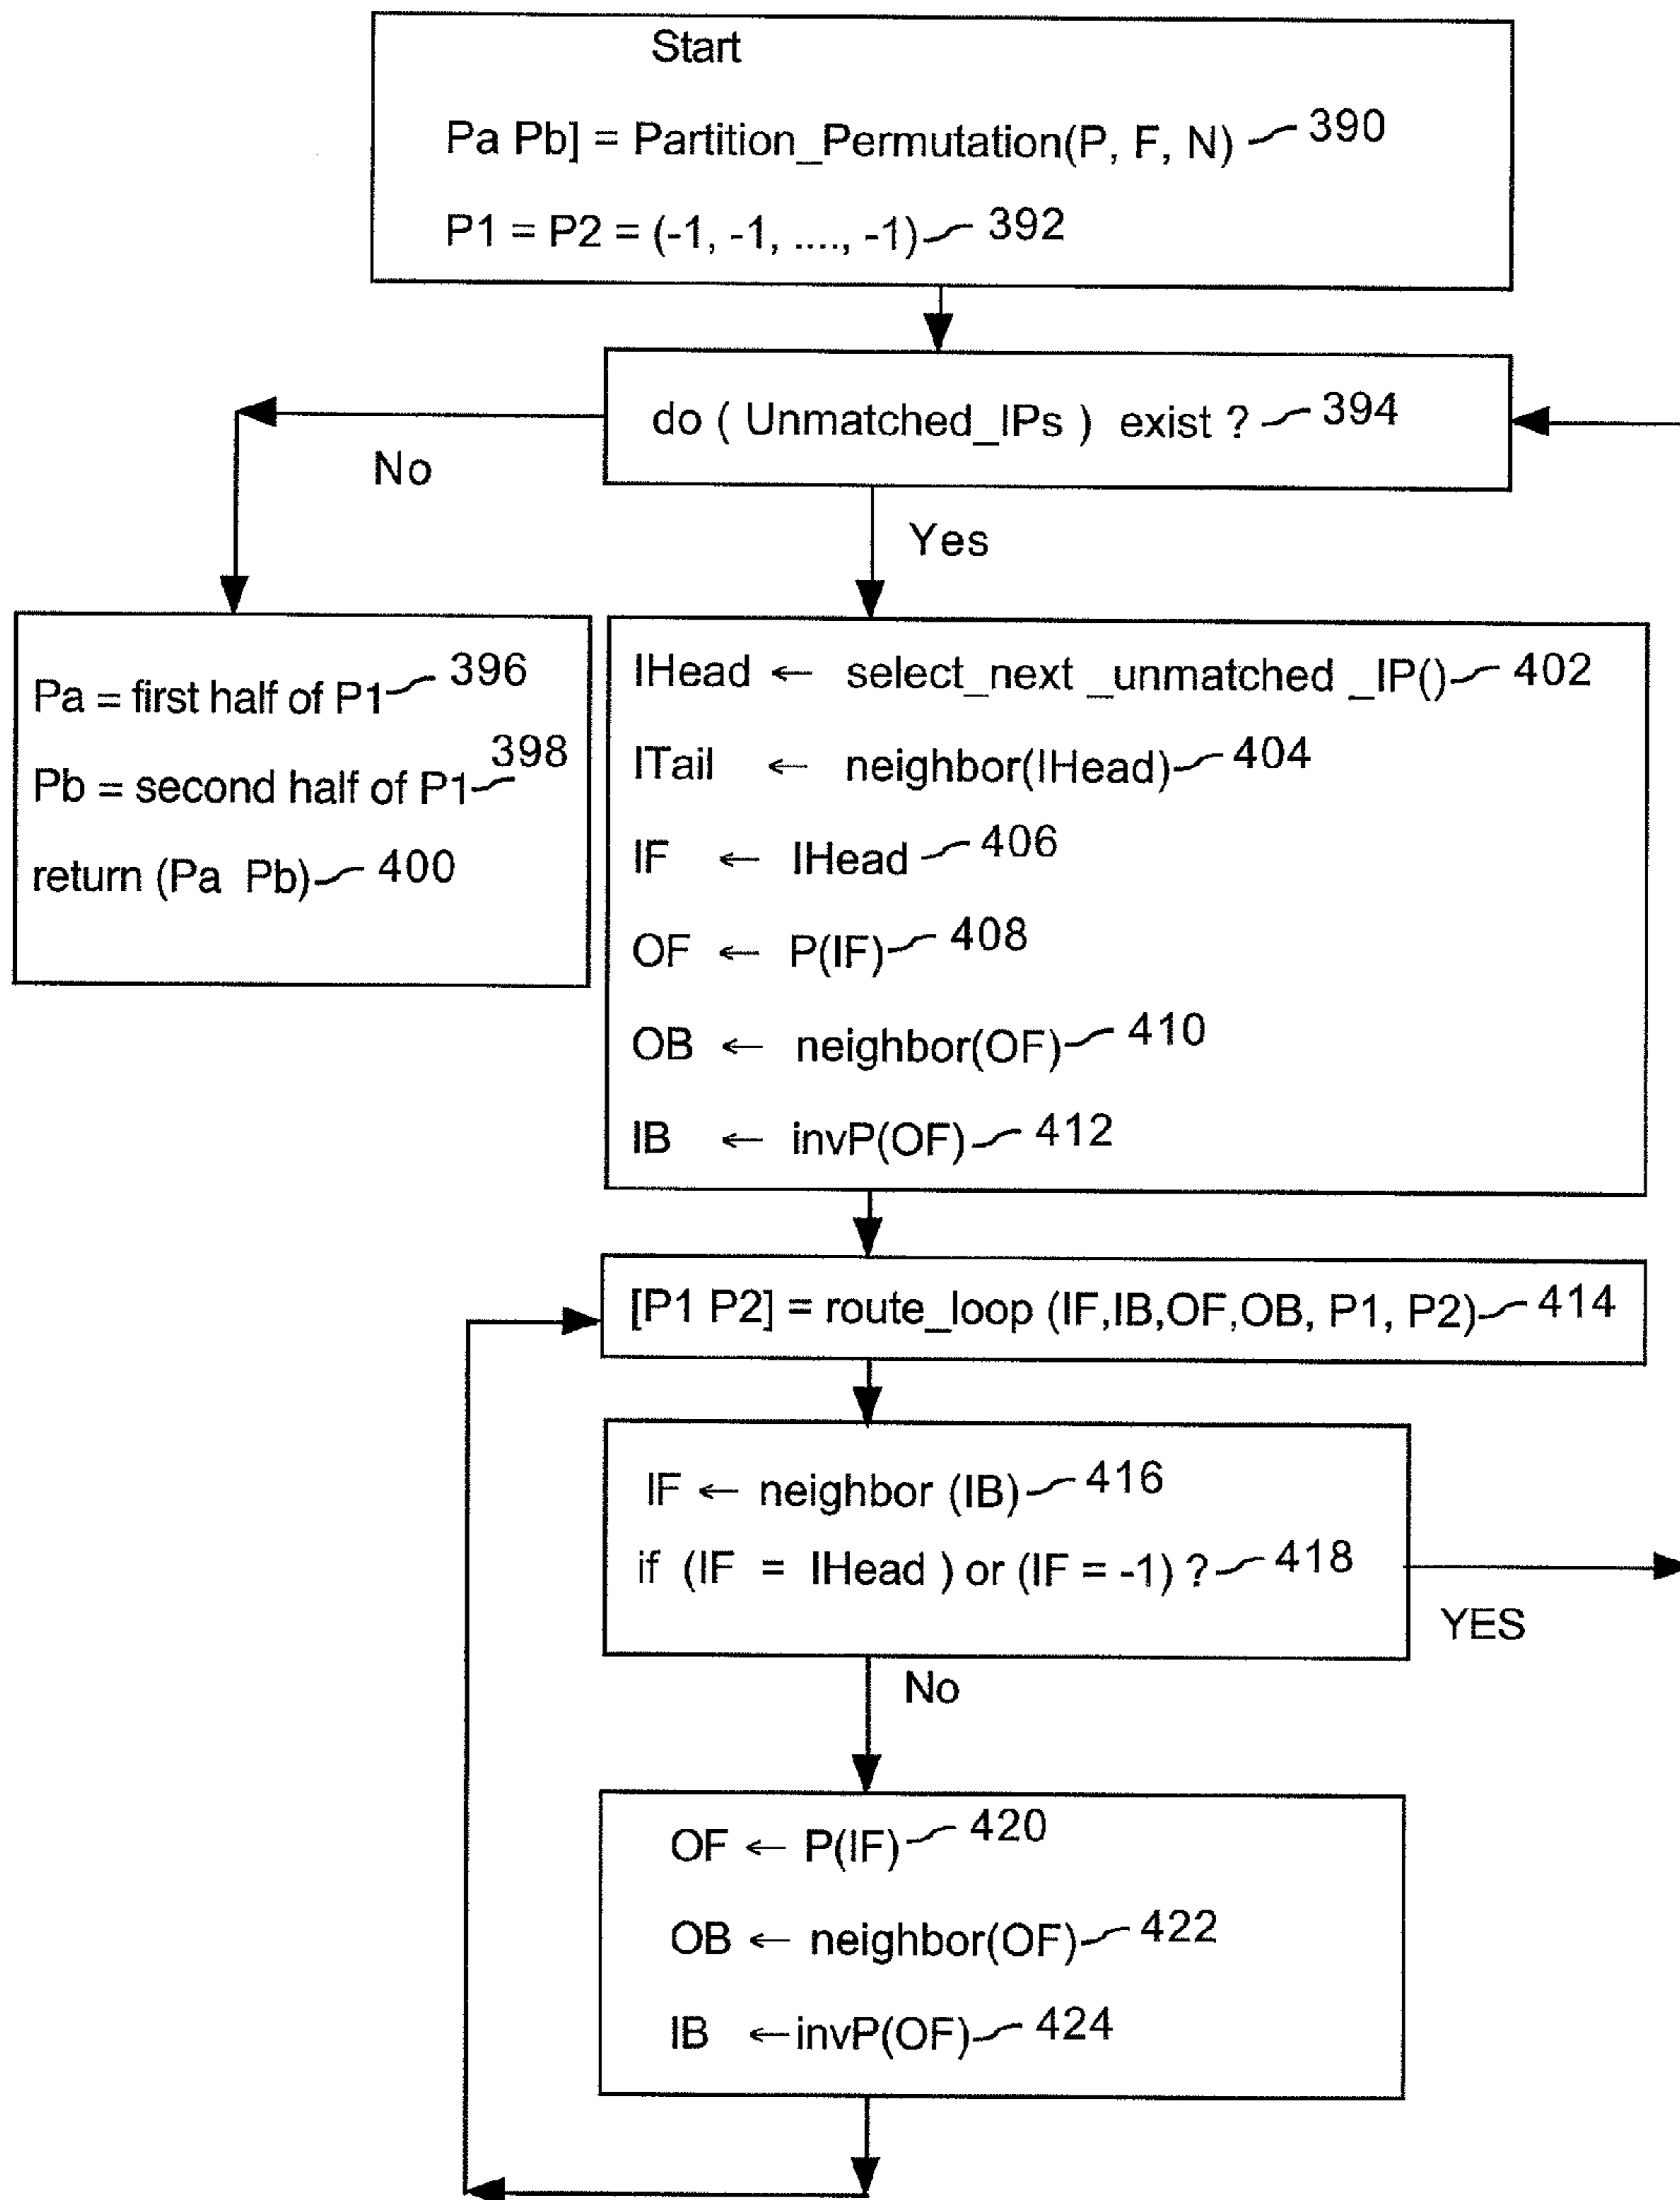 Start
Pa Pb] = Partition_Permutation(P, F, N) 390
P1 = P2 = (-1, -1, ...., -1) 392
do ( Unmatched_IPs ) exist ? 394
No
Yes
Pa = first half of P1 396
Pb = second half of P1 398
return (Pa Pb) 400
IHead ← select_next _unmatched _IP() 402
ITail ← neighbor(IHead) 404
IF ← IHead 406
OF ← P(IF) 408
OB ← neighbor(OF) 410
IB ← invP(OF) 412
[P1 P2] = route_loop (IF,IB,OF,OB, P1, P2) 414
IF ← neighbor (IB) 416
if (IF = IHead ) or (IF = -1) ? 418
YES
No
OF ← P(IF) 420
OB ← neighbor(OF) 422
IB ← invP(OF) 424